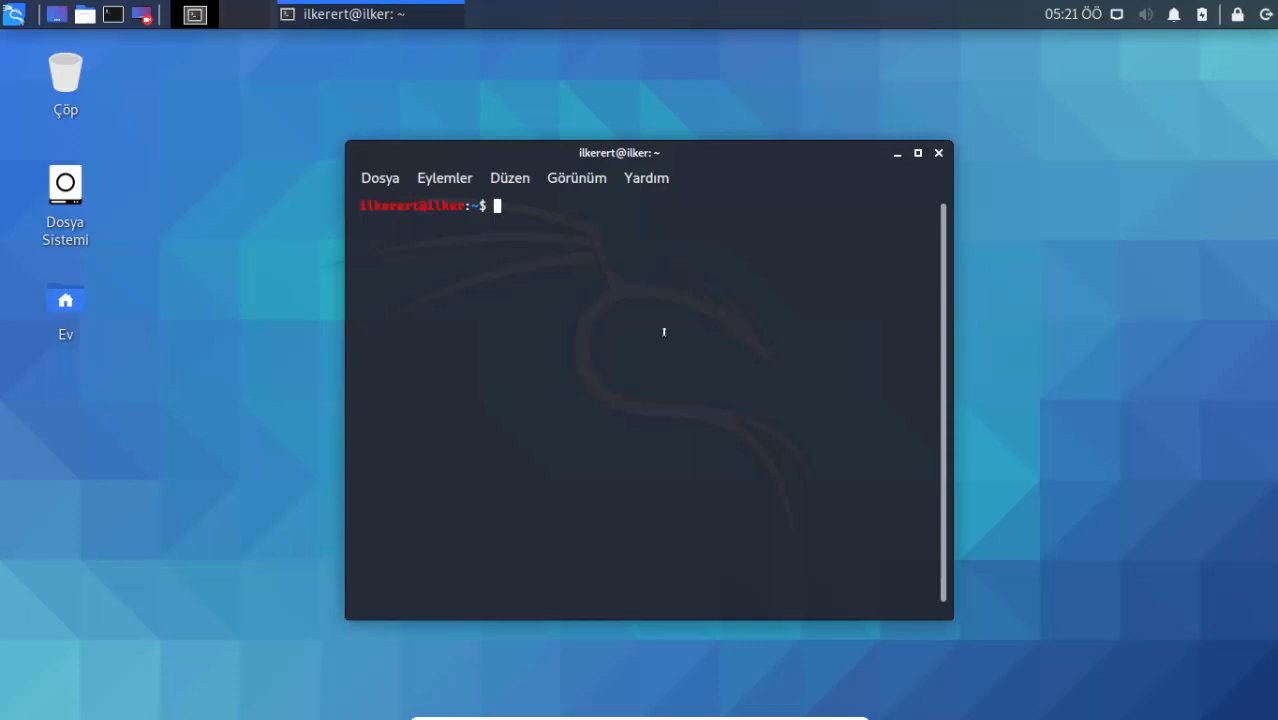 ilkerert@ilker: ~
05:21 ÖÖ
Çöp
Dosya
Sistemi
Ev
ilkerert@ilker: ~
Dosya Eylemler Düzen Görünüm Yardım
ilkerert@ilker:~$